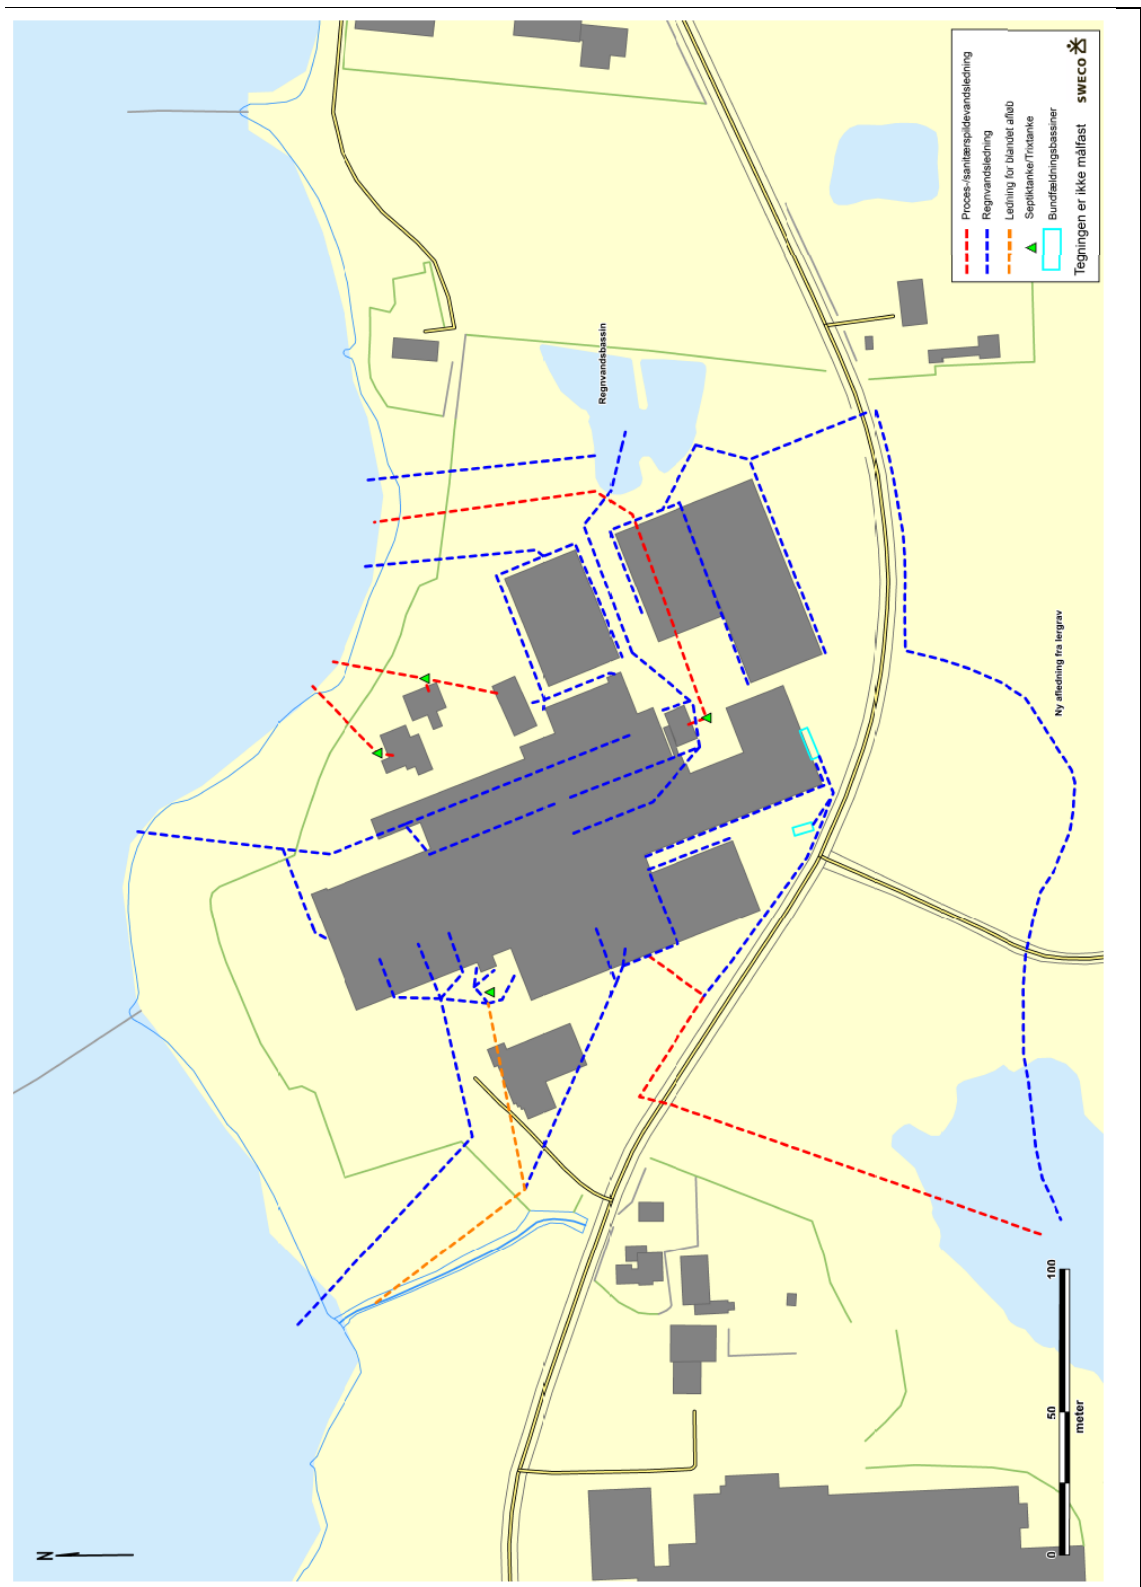 Proces-/sanitærspildevandsledning
Regnvandsledning
Ledning for blandet afløb
Septiktanke/Trixtanke
Bundfældningsbassiner
Tegningen er ikke målfast
SWECO
Regnvandsbassin
Ny afledning fra lergrav
0 50 100
meter
N